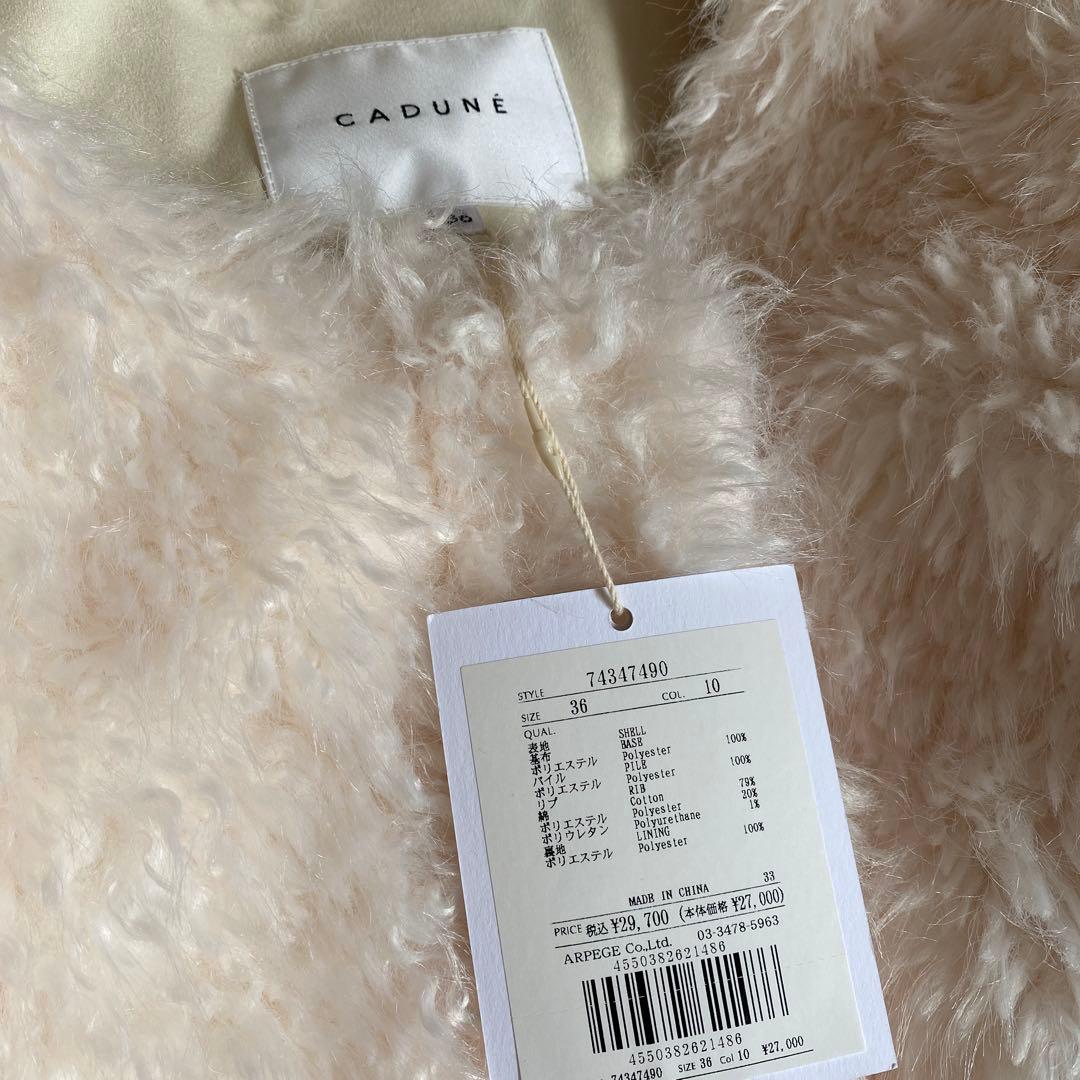 CADUNÉ
36
STYLE 74347490
SIZE 36 COL. 10
QUAL.
表地 SHELL
基布 BASE
ポリエステル Polyester 100%
パイル PILE
ポリエステル Polyester 100%
リブ RIB
綿 Cotton 79%
ポリエステル Polyester 20%
ポリウレタン Polyurethane 1%
裏地 LINING
ポリエステル Polyester 100%
MADE IN CHINA 33
PRICE 税込 ¥29,700 (本体価格 ¥27,000)
ARPEGE Co.,Ltd. 03-3478-5963
4550382621486
4550382621486
74347490 SIZE 36 Col 10 ¥27,000